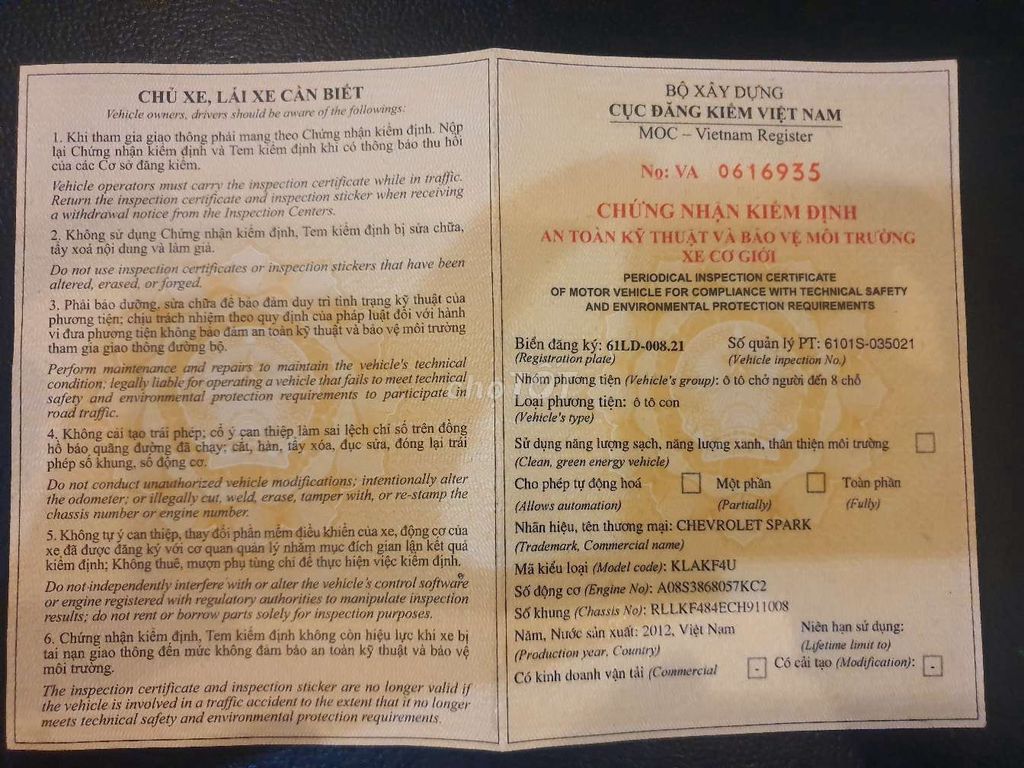 CHỦ XE, LÁI XE CẦN BIẾT
Vehicle owners, drivers should be aware of the followings:
1. Khi tham gia giao thông phải mang theo Chứng nhận kiểm định. Nộp
lại Chứng nhận kiểm định và Tem kiểm định khi có thông báo thu hồi
của các Cơ sở đăng kiểm.
Vehicle operators must carry the inspection certificate while in traffic.
Return the inspection certificate and inspection sticker when receiving
a withdrawal notice from the Inspection Centers.
2. Không sử dụng Chứng nhận kiểm định, Tem kiểm định bị sửa chữa,
tẩy xoá nội dung và làm giả.
Do not use inspection certificates or inspection stickers that have been
altered, erased, or forged.
3. Phải bảo dưỡng, sửa chữa để bảo đảm duy trì tình trạng kỹ thuật của
phương tiện; chịu trách nhiệm theo quy định của pháp luật đối với hành
vi đưa phương tiện không bảo đảm an toàn kỹ thuật và bảo vệ môi trường
tham gia giao thông đường bộ.
Perform maintenance and repairs to maintain the vehicle's technical
condition; legally liable for operating a vehicle that fails to meet technical
safety and environmental protection requirements to participate in
road traffic.
4. Không cải tạo trái phép; cố ý can thiệp làm sai lệch chỉ số trên đồng
hồ báo quãng đường đã chạy; cắt, hàn, tẩy xóa, đục sửa, đóng lại trái
phép số khung, số động cơ.
Do not conduct unauthorized vehicle modifications; intentionally alter
the odometer; or illegally cut, weld, erase, tamper with, or re-stamp the
chassis number or engine number.
5. Không tự ý can thiệp, thay đổi phần mềm điều khiển của xe, động cơ của
xe đã được đăng ký với cơ quan quản lý nhằm mục đích gian lận kết quả
kiểm định; Không thuê, mượn phụ tùng chỉ để thực hiện việc kiểm định.
Do not independently interfere with or alter the vehicle's control software
or engine registered with regulatory authorities to manipulate inspection
results; do not rent or borrow parts solely for inspection purposes.
6. Chứng nhận kiểm định, Tem kiểm định không còn hiệu lực khi xe bị
tai nạn giao thông đến mức không đảm bảo an toàn kỹ thuật và bảo vệ
môi trường.
The inspection certificate and inspection sticker are no longer valid if
the vehicle is involved in a traffic accident to the extent that it no longer
meets technical safety and environmental protection requirements.
BỘ XÂY DỰNG
CỤC ĐĂNG KIỂM VIỆT NAM
MOC – Vietnam Register
No: VA 0616935
CHỨNG NHẬN KIỂM ĐỊNH
AN TOÀN KỸ THUẬT VÀ BẢO VỆ MÔI TRƯỜNG
XE CƠ GIỚI
PERIODICAL INSPECTION CERTIFICATE
OF MOTOR VEHICLE FOR COMPLIANCE WITH TECHNICAL SAFETY
AND ENVIRONMENTAL PROTECTION REQUIREMENTS
Biển đăng ký: 61LD-008.21 Số quản lý PT: 6101S-035021
(Registration plate) (Vehicle inpection No.)
Nhóm phương tiện (Vehicle's group): ô tô chở người đến 8 chỗ
Loại phương tiện: ô tô con
(Vehicle's type)
Sử dụng năng lượng sạch, năng lượng xanh, thân thiện môi trường
(Clean, green energy vehicle)
Cho phép tự động hoá Một phần Toàn phần
(Allows automation) (Partially) (Fully)
Nhãn hiệu, tên thương mại: CHEVROLET SPARK
(Trademark, Commercial name)
Mã kiểu loại (Model code): KLAKF4U
Số động cơ (Engine No): A08S3868057KC2
Số khung (Chassis No): RLLKF484ECH911008
Năm, Nước sản xuất: 2012, Việt Nam Niên hạn sử dụng:
(Production year, Country) (Lifetime limit to)
Có kinh doanh vận tải (Commercial - Có cải tạo (Modification): -